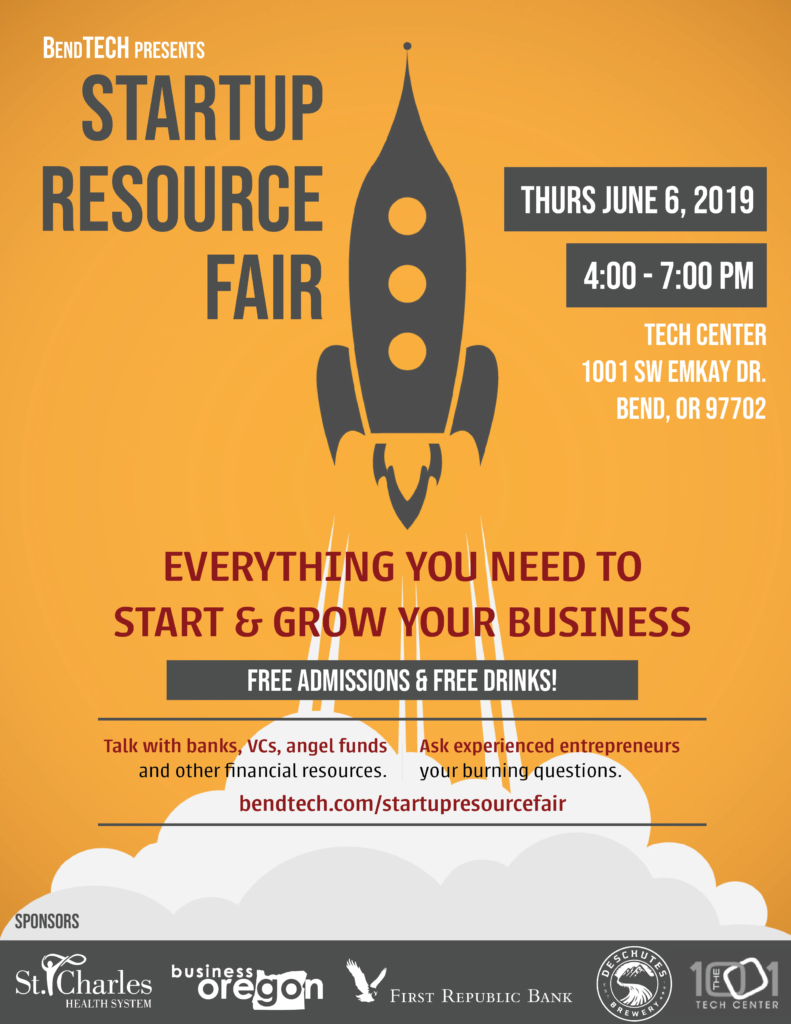 BENDTECH PRESENTS
STARTUP
RESOURCE
FAIR
THURS JUNE 6, 2019
4:00 - 7:00 PM
TECH CENTER
1001 SW EMKAY DR.
BEND, OR 97702
EVERYTHING YOU NEED TO
START & GROW YOUR BUSINESS
FREE ADMISSIONS & FREE DRINKS!
Talk with banks, VCs, angel funds
and other financial resources.
Ask experienced entrepreneurs
your burning questions.
bendtech.com/startupresourcefair
SPONSORS
St. Charles
HEALTH SYSTEM
business
oregon
FIRST REPUBLIC BANK
DESCHUTES
BREWERY
THE
1001
TECH CENTER